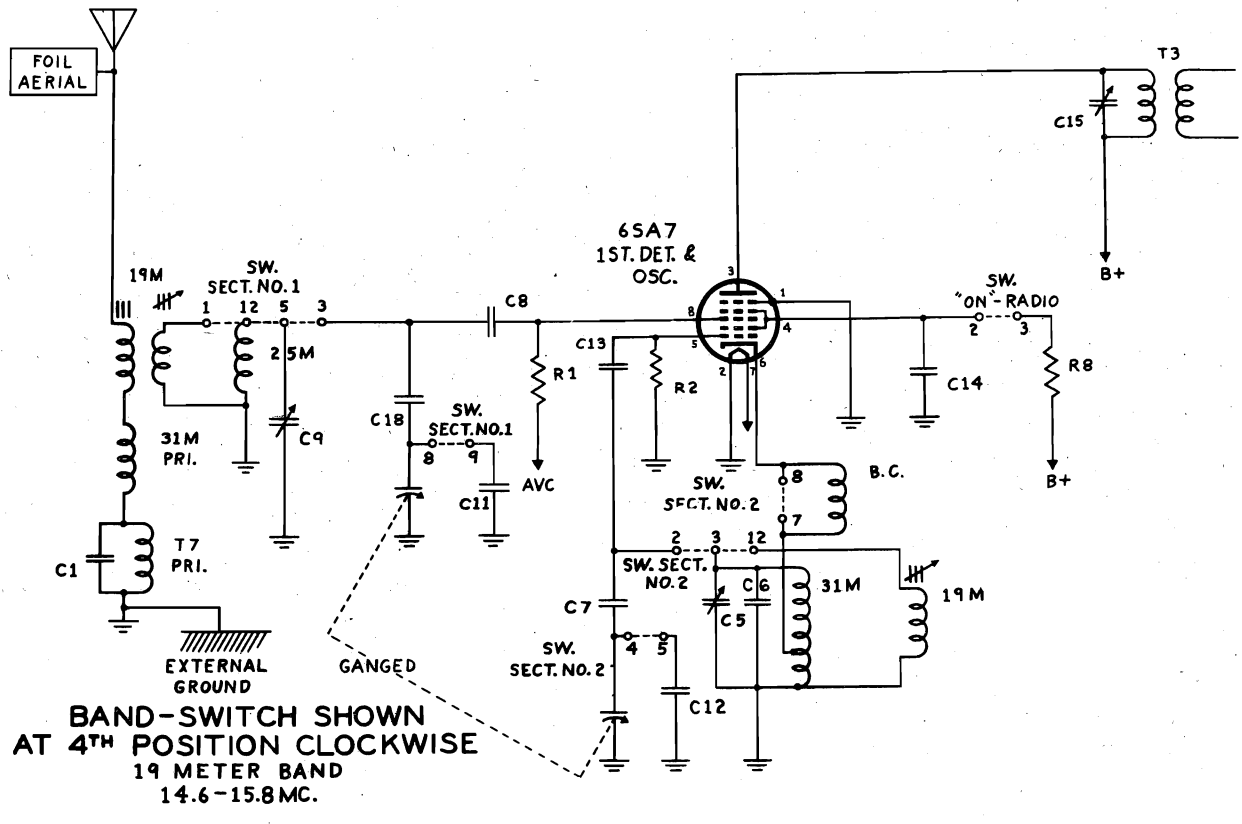 FOIL
AERIAL
T3
C15
B+
6SA7
1ST. DET. &
OSC.
3
1
8
4
5
2
7
6
19M
SW.
SECT. NO.1
1
12
5
3
25M
C9
C8
R1
AVC
C18
SW.
SECT. NO.1
8
9
C11
C13
R2
C14
SW.
"ON"-RADIO
2
3
R8
B+
31M
PRI.
C1
T7
PRI.
EXTERNAL
GROUND
GANGED
SW.
SECT. NO.2
8
7
B.C.
2
3
12
SW. SECT.
NO.2
C5
C6
31M
19M
C7
SW.
SECT. NO.2
4
5
C12
BAND-SWITCH SHOWN
AT 4TH POSITION CLOCKWISE
19 METER BAND
14.6-15.8MC.